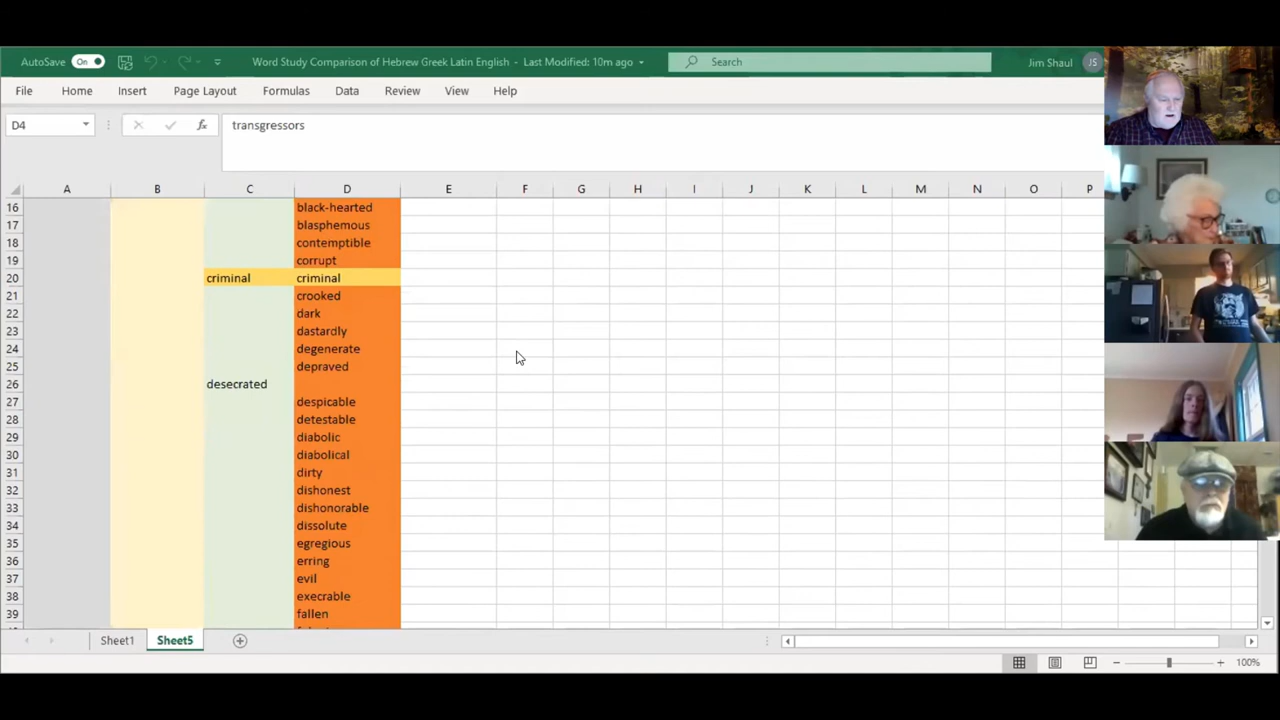 AutoSave On Word Study Comparison of Hebrew Greek Latin English - Last Modified: 10m ago Search Jim Shaul JS
File Home Insert Page Layout Formulas Data Review View Help
D4 fx transgressors
A B C D E F G H I J K L M N O P
16 black-hearted
17 blasphemous
18 contemptible
19 corrupt
20 criminal criminal
21 crooked
22 dark
23 dastardly
24 degenerate
25 depraved
26 desecrated
27 despicable
28 detestable
29 diabolic
30 diabolical
31 dirty
32 dishonest
33 dishonorable
34 dissolute
35 egregious
36 erring
37 evil
38 execrable
39 fallen
Sheet1 Sheet5
100%